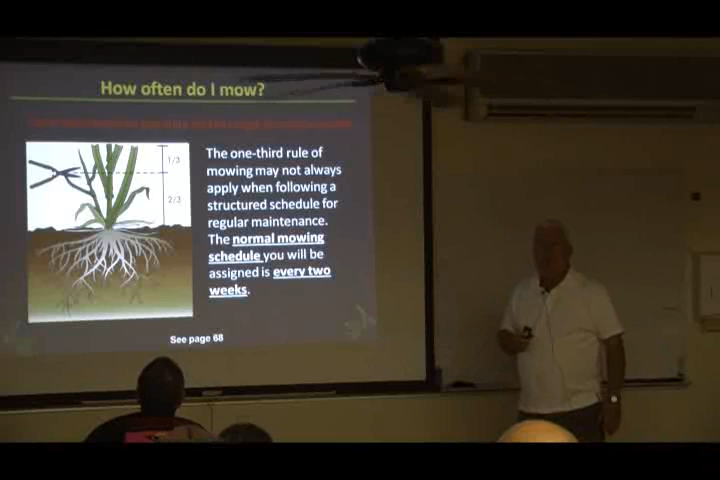 How often do I mow?
1/3
2/3
The one-third rule of
mowing may not always
apply when following a
structured schedule for
regular maintenance.
The normal mowing
schedule you will be
assigned is every two
weeks.
See page 68